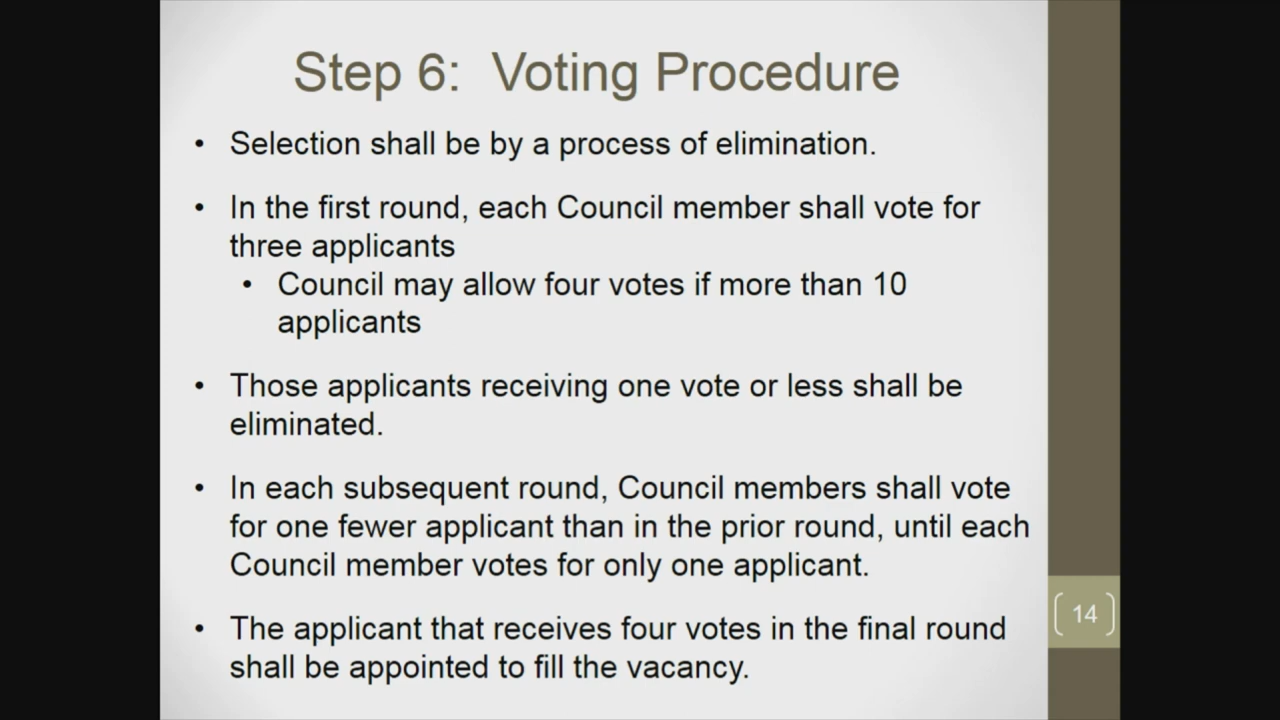 Step 6: Voting Procedure
• Selection shall be by a process of elimination.
• In the first round, each Council member shall vote for
three applicants
• Council may allow four votes if more than 10
applicants
• Those applicants receiving one vote or less shall be
eliminated.
• In each subsequent round, Council members shall vote
for one fewer applicant than in the prior round, until each
Council member votes for only one applicant.
• The applicant that receives four votes in the final round
shall be appointed to fill the vacancy.
14